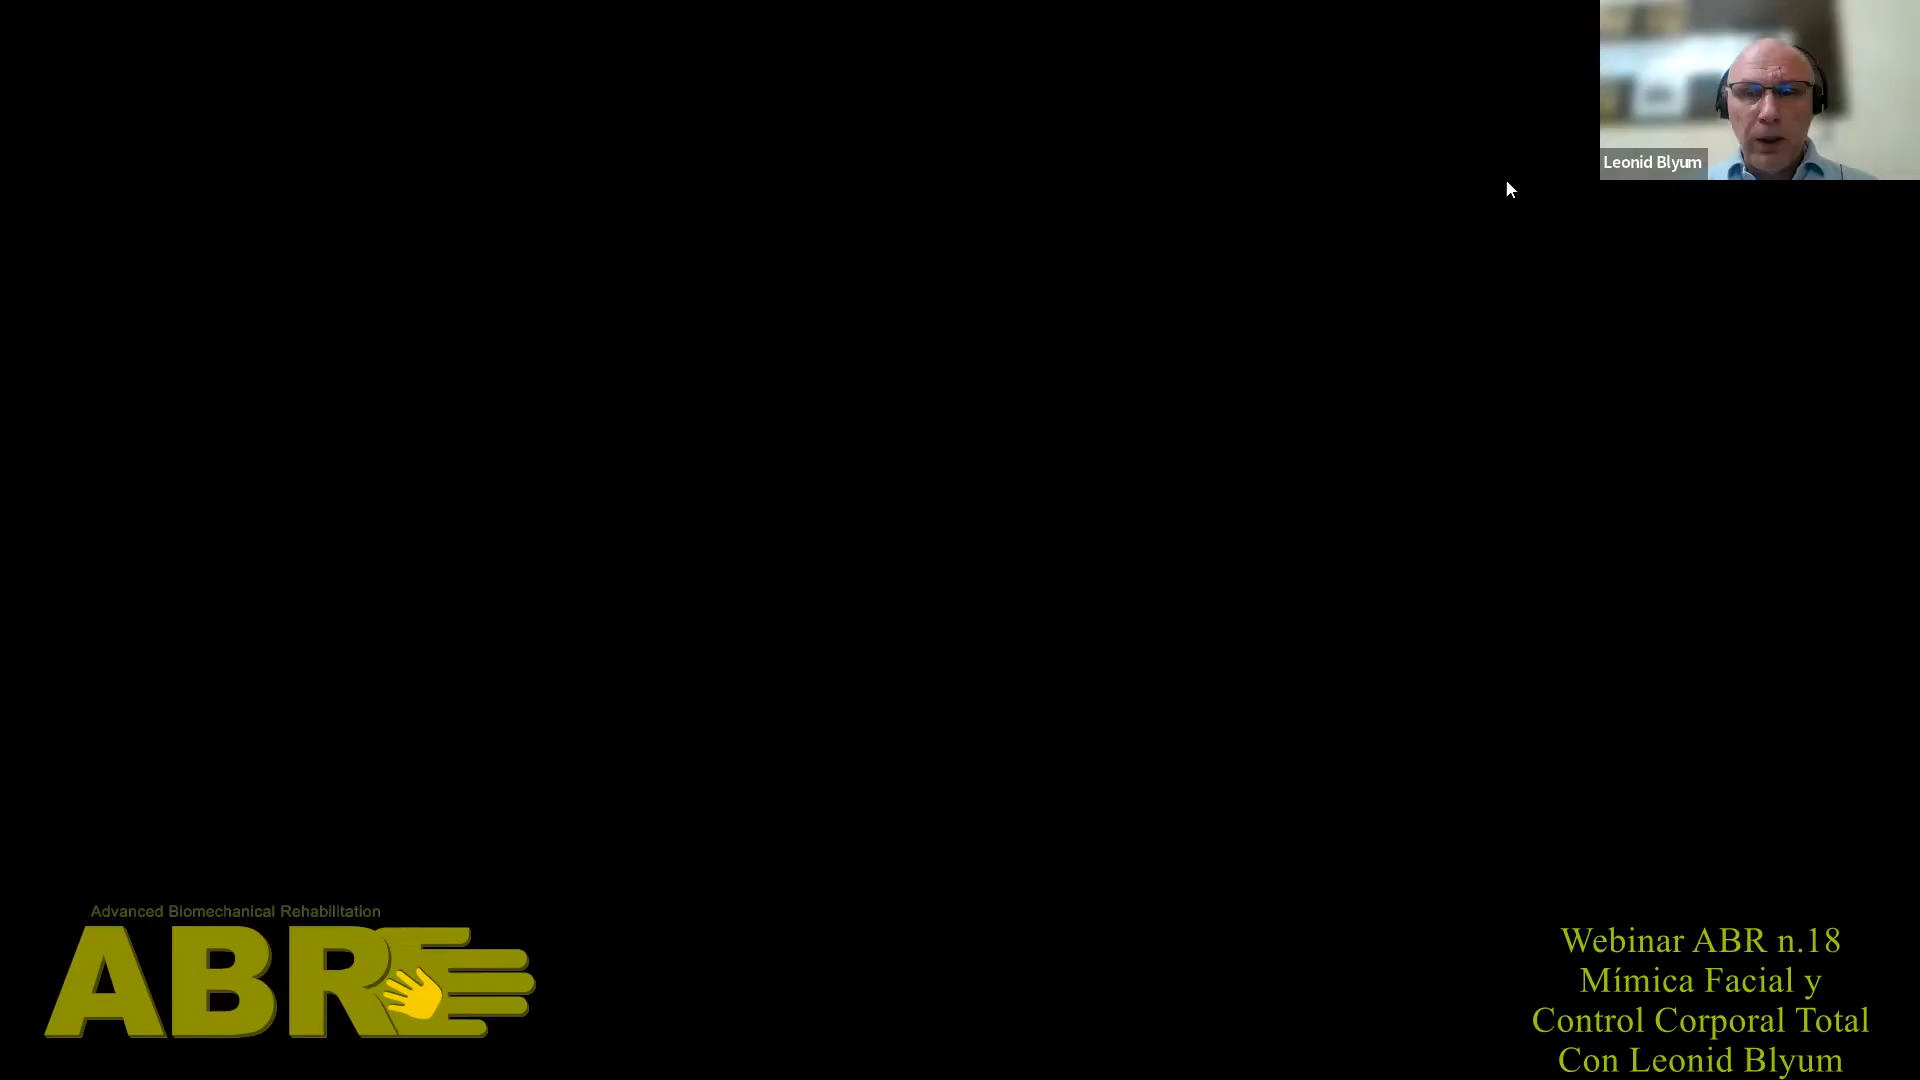 Leonid Blyum
Advanced Biomechanical Rehabilitation
ABR
Webinar ABR n.18
Mímica Facial y
Control Corporal Total
Con Leonid Blyum